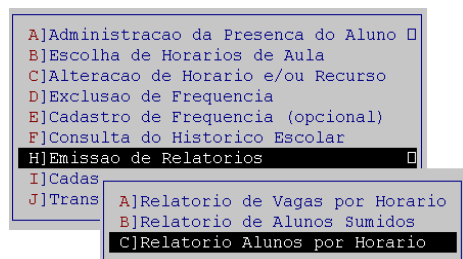 A]Administracao da Presenca do Aluno
B]Escolha de Horarios de Aula
C]Alteracao de Horario e/ou Recurso
D]Exclusao de Frequencia
E]Cadastro de Frequencia (opcional)
F]Consulta do Historico Escolar
H]Emissao de Relatorios
I]Cadas
J]Trans
A]Relatorio de Vagas por Horario
B]Relatorio de Alunos Sumidos
C]Relatorio Alunos por Horario